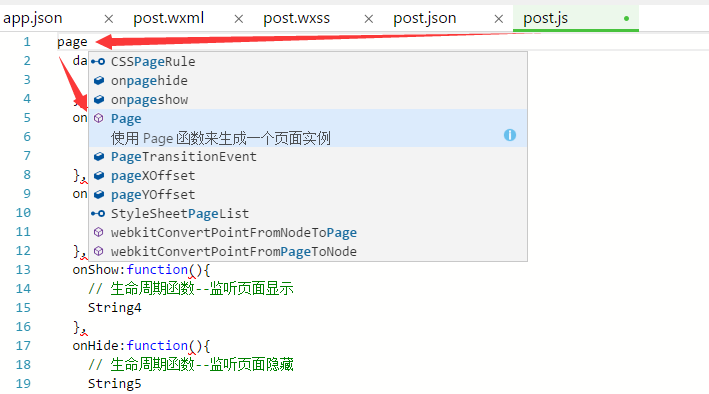 app.json post.wxml post.wxss post.json post.js
1 page
2 da
3
4
5 on
6
7
8 },
9 on
10
11
12 },
13 onShow:function(){
14 // 生命周期函数--监听页面显示
15 String4
16 },
17 onHide:function(){
18 // 生命周期函数--监听页面隐藏
19 String5
CSSPageRule
onpagehide
onpageshow
Page
使用 Page 函数来生成一个页面实例
PageTransitionEvent
pageXOffset
pageYOffset
StyleSheetPageList
webkitConvertPointFromNodeToPage
webkitConvertPointFromPageToNode